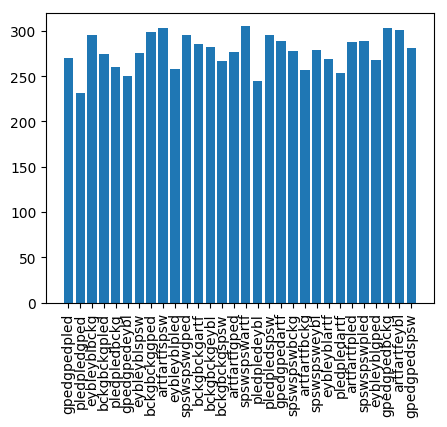 300
250
200
150
100
50
0
gpedgpedpled
pledpledgped
eybleyblbckg
bckgbckgpled
pledpledbckg
gpedgpedeybl
eybleyblspsw
bckgbckggped
artfartfspsw
eybleyblpled
spswspswgped
bckgbckgartf
bckgbckgeybl
bckgbckgspsw
artfartfgped
spswspswartf
pledpledeybl
pledpledspsw
gpedgpedartf
spswspswbckg
artfartfbckg
spswspsweybl
eybleyblartf
pledpledartf
artfartfpled
spswspswpled
eybleyblgped
gpedgpedbckg
artfartfeybl
gpedgpedspsw